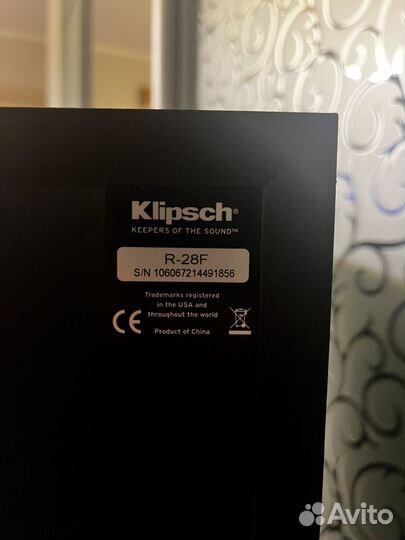 Klipsch®
KEEPERS OF THE SOUND™
R-28F
S/N 106067214491856
Trademarks registered
in the USA and
throughout the world
CE
Product of China
Avito